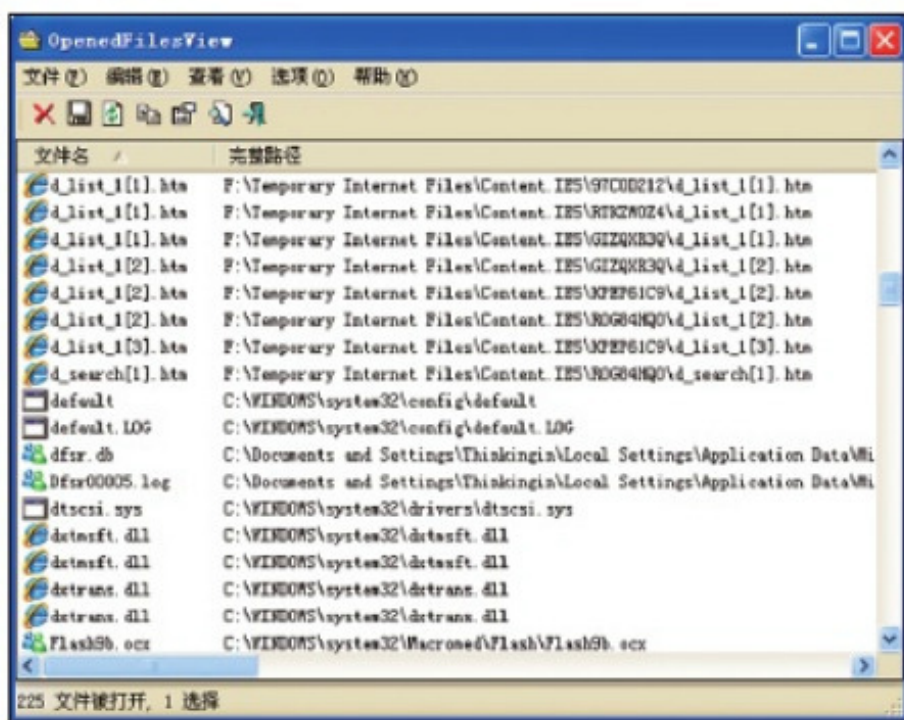 OpenedFilesView
文件(F) 编辑(E) 查看(V) 选项(O) 帮助(X)
文件名 / 完整路径
d_list_1[1].htm F:\Temporary Internet Files\Content.IE5\97C0D212\d_list_1[1].htm
d_list_1[1].htm F:\Temporary Internet Files\Content.IE5\RTKZWOZ4\d_list_1[1].htm
d_list_1[1].htm F:\Temporary Internet Files\Content.IE5\GIZQXR3Q\d_list_1[1].htm
d_list_1[2].htm F:\Temporary Internet Files\Content.IE5\GIZQXR3Q\d_list_1[2].htm
d_list_1[2].htm F:\Temporary Internet Files\Content.IE5\KPEP61C9\d_list_1[2].htm
d_list_1[2].htm F:\Temporary Internet Files\Content.IE5\ROG84MQ0\d_list_1[2].htm
d_list_1[3].htm F:\Temporary Internet Files\Content.IE5\KPEP61C9\d_list_1[3].htm
d_search[1].htm F:\Temporary Internet Files\Content.IE5\ROG84MQ0\d_search[1].htm
default C:\WINDOWS\system32\config\default
default.LOG C:\WINDOWS\system32\config\default.LOG
dfsr.db C:\Documents and Settings\Thinkingin\Local Settings\Application Data\Mi
Dfsr00005.log C:\Documents and Settings\Thinkingin\Local Settings\Application Data\Mi
dtscsi.sys C:\WINDOWS\system32\drivers\dtscsi.sys
dxtmsft.dll C:\WINDOWS\system32\dxtmsft.dll
dxtmsft.dll C:\WINDOWS\system32\dxtmsft.dll
dxtrans.dll C:\WINDOWS\system32\dxtrans.dll
dxtrans.dll C:\WINDOWS\system32\dxtrans.dll
Flash9b.ocx C:\WINDOWS\system32\Macromed\Flash\Flash9b.ocx
225 文件被打开, 1 选择